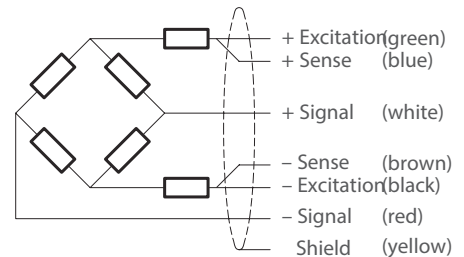 + Excitation(green)
+ Sense (blue)
+ Signal (white)
– Sense (brown)
– Excitation(black)
– Signal (red)
Shield (yellow)